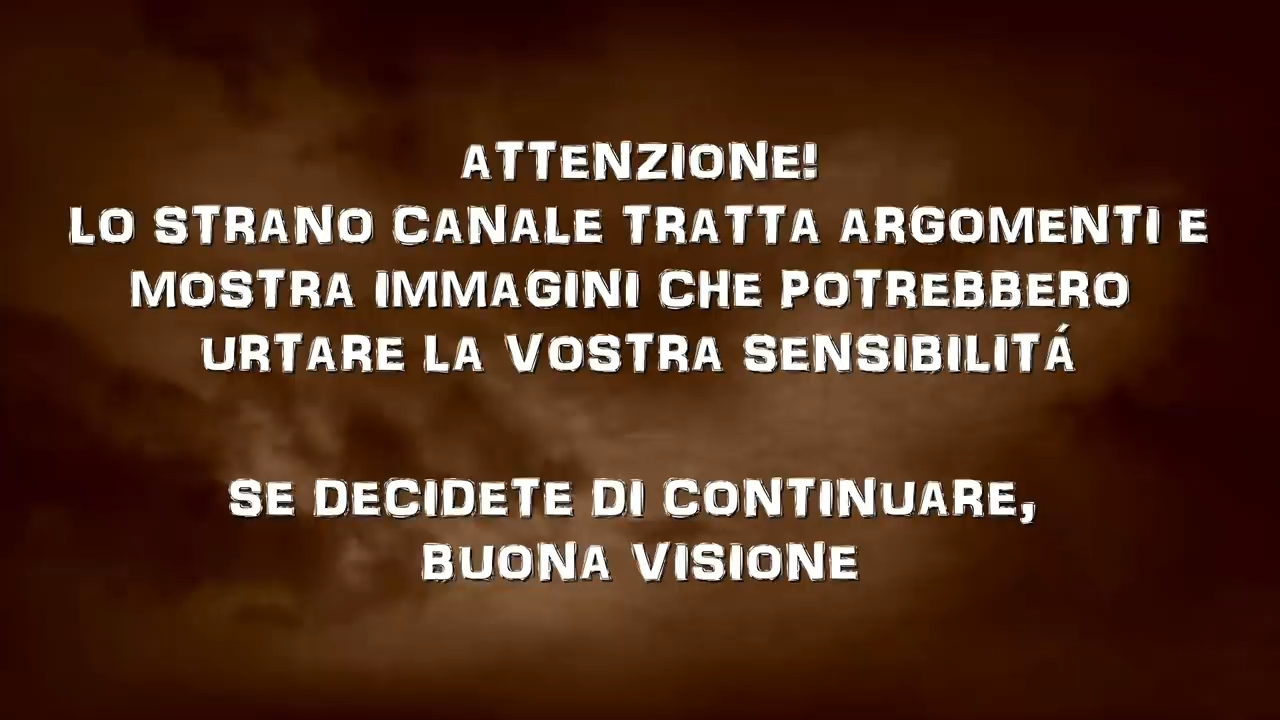 ATTENZIONE!
LO STRANO CANALE TRATTA ARGOMENTI E
MOSTRA IMMAGINI CHE POTREBBERO
URTARE LA VOSTRA SENSIBILITÁ
SE DECIDETE DI CONTINUARE,
BUONA VISIONE